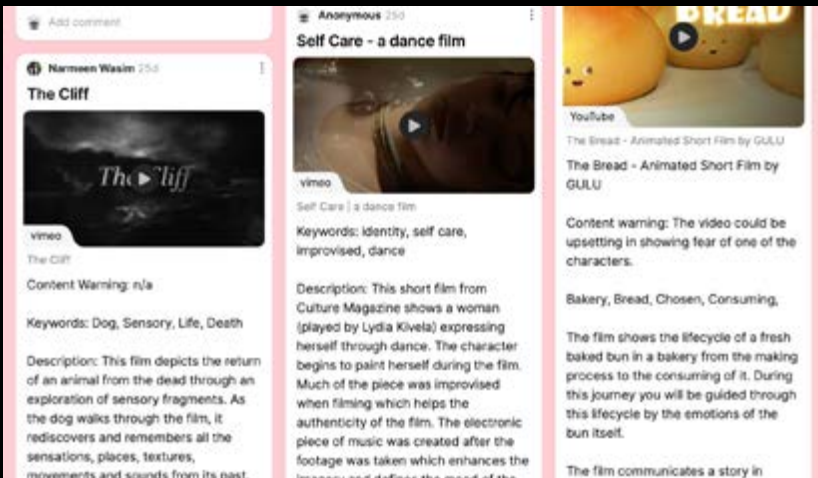 Add comment
Narmeen Wasim 25d
The Cliff
The Cliff
vimeo
The Cliff
Content Warning: n/a
Keywords: Dog, Sensory, Life, Death
Description: This film depicts the return
of an animal from the dead through an
exploration of sensory fragments. As
the dog walks through the film, it
rediscovers and remembers all the
sensations, places, textures,
movements and sounds from its past
Anonymous 25d
Self Care - a dance film
vimeo
Self Care | a dance film
Keywords: identity, self care,
improvised, dance
Description: This short film from
Culture Magazine shows a woman
(played by Lydia Kivela) expressing
herself through dance. The character
begins to paint herself during the film.
Much of the piece was improvised
when filming which helps the
authenticity of the film. The electronic
piece of music was created after the
footage was taken which enhances the
imagery and defines the mood of the
BREAD
YouTube
The Bread - Animated Short Film by GULU
The Bread - Animated Short Film by
GULU
Content warning: The video could be
upsetting in showing fear of one of the
characters.
Bakery, Bread, Chosen, Consuming,
The film shows the lifecycle of a fresh
baked bun in a bakery from the making
process to the consuming of it. During
this journey you will be guided through
this lifecycle by the emotions of the
bun itself.
The film communicates a story in